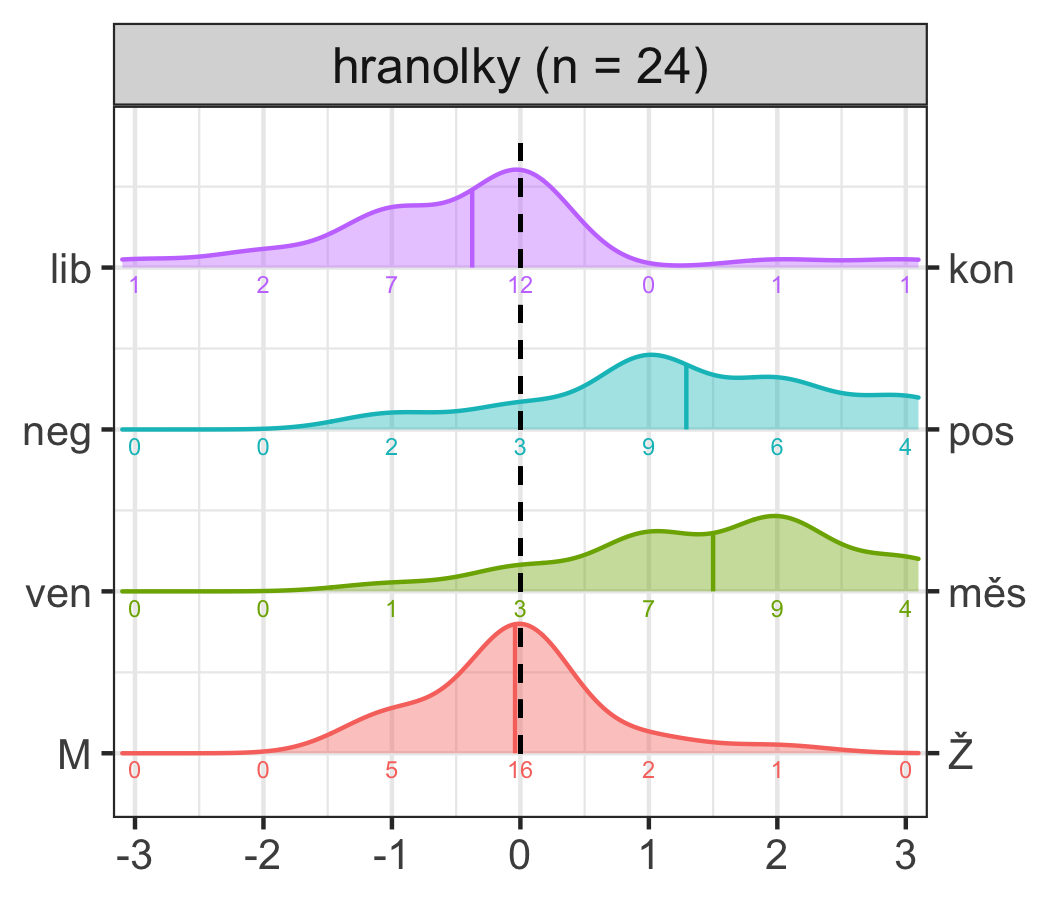 hranolky (n = 24)
lib kon
1 2 7 12 0 1 1
neg pos
0 0 2 3 9 6 4
ven měs
0 0 1 3 7 9 4
M Ž
0 0 5 16 2 1 0
-3 -2 -1 0 1 2 3